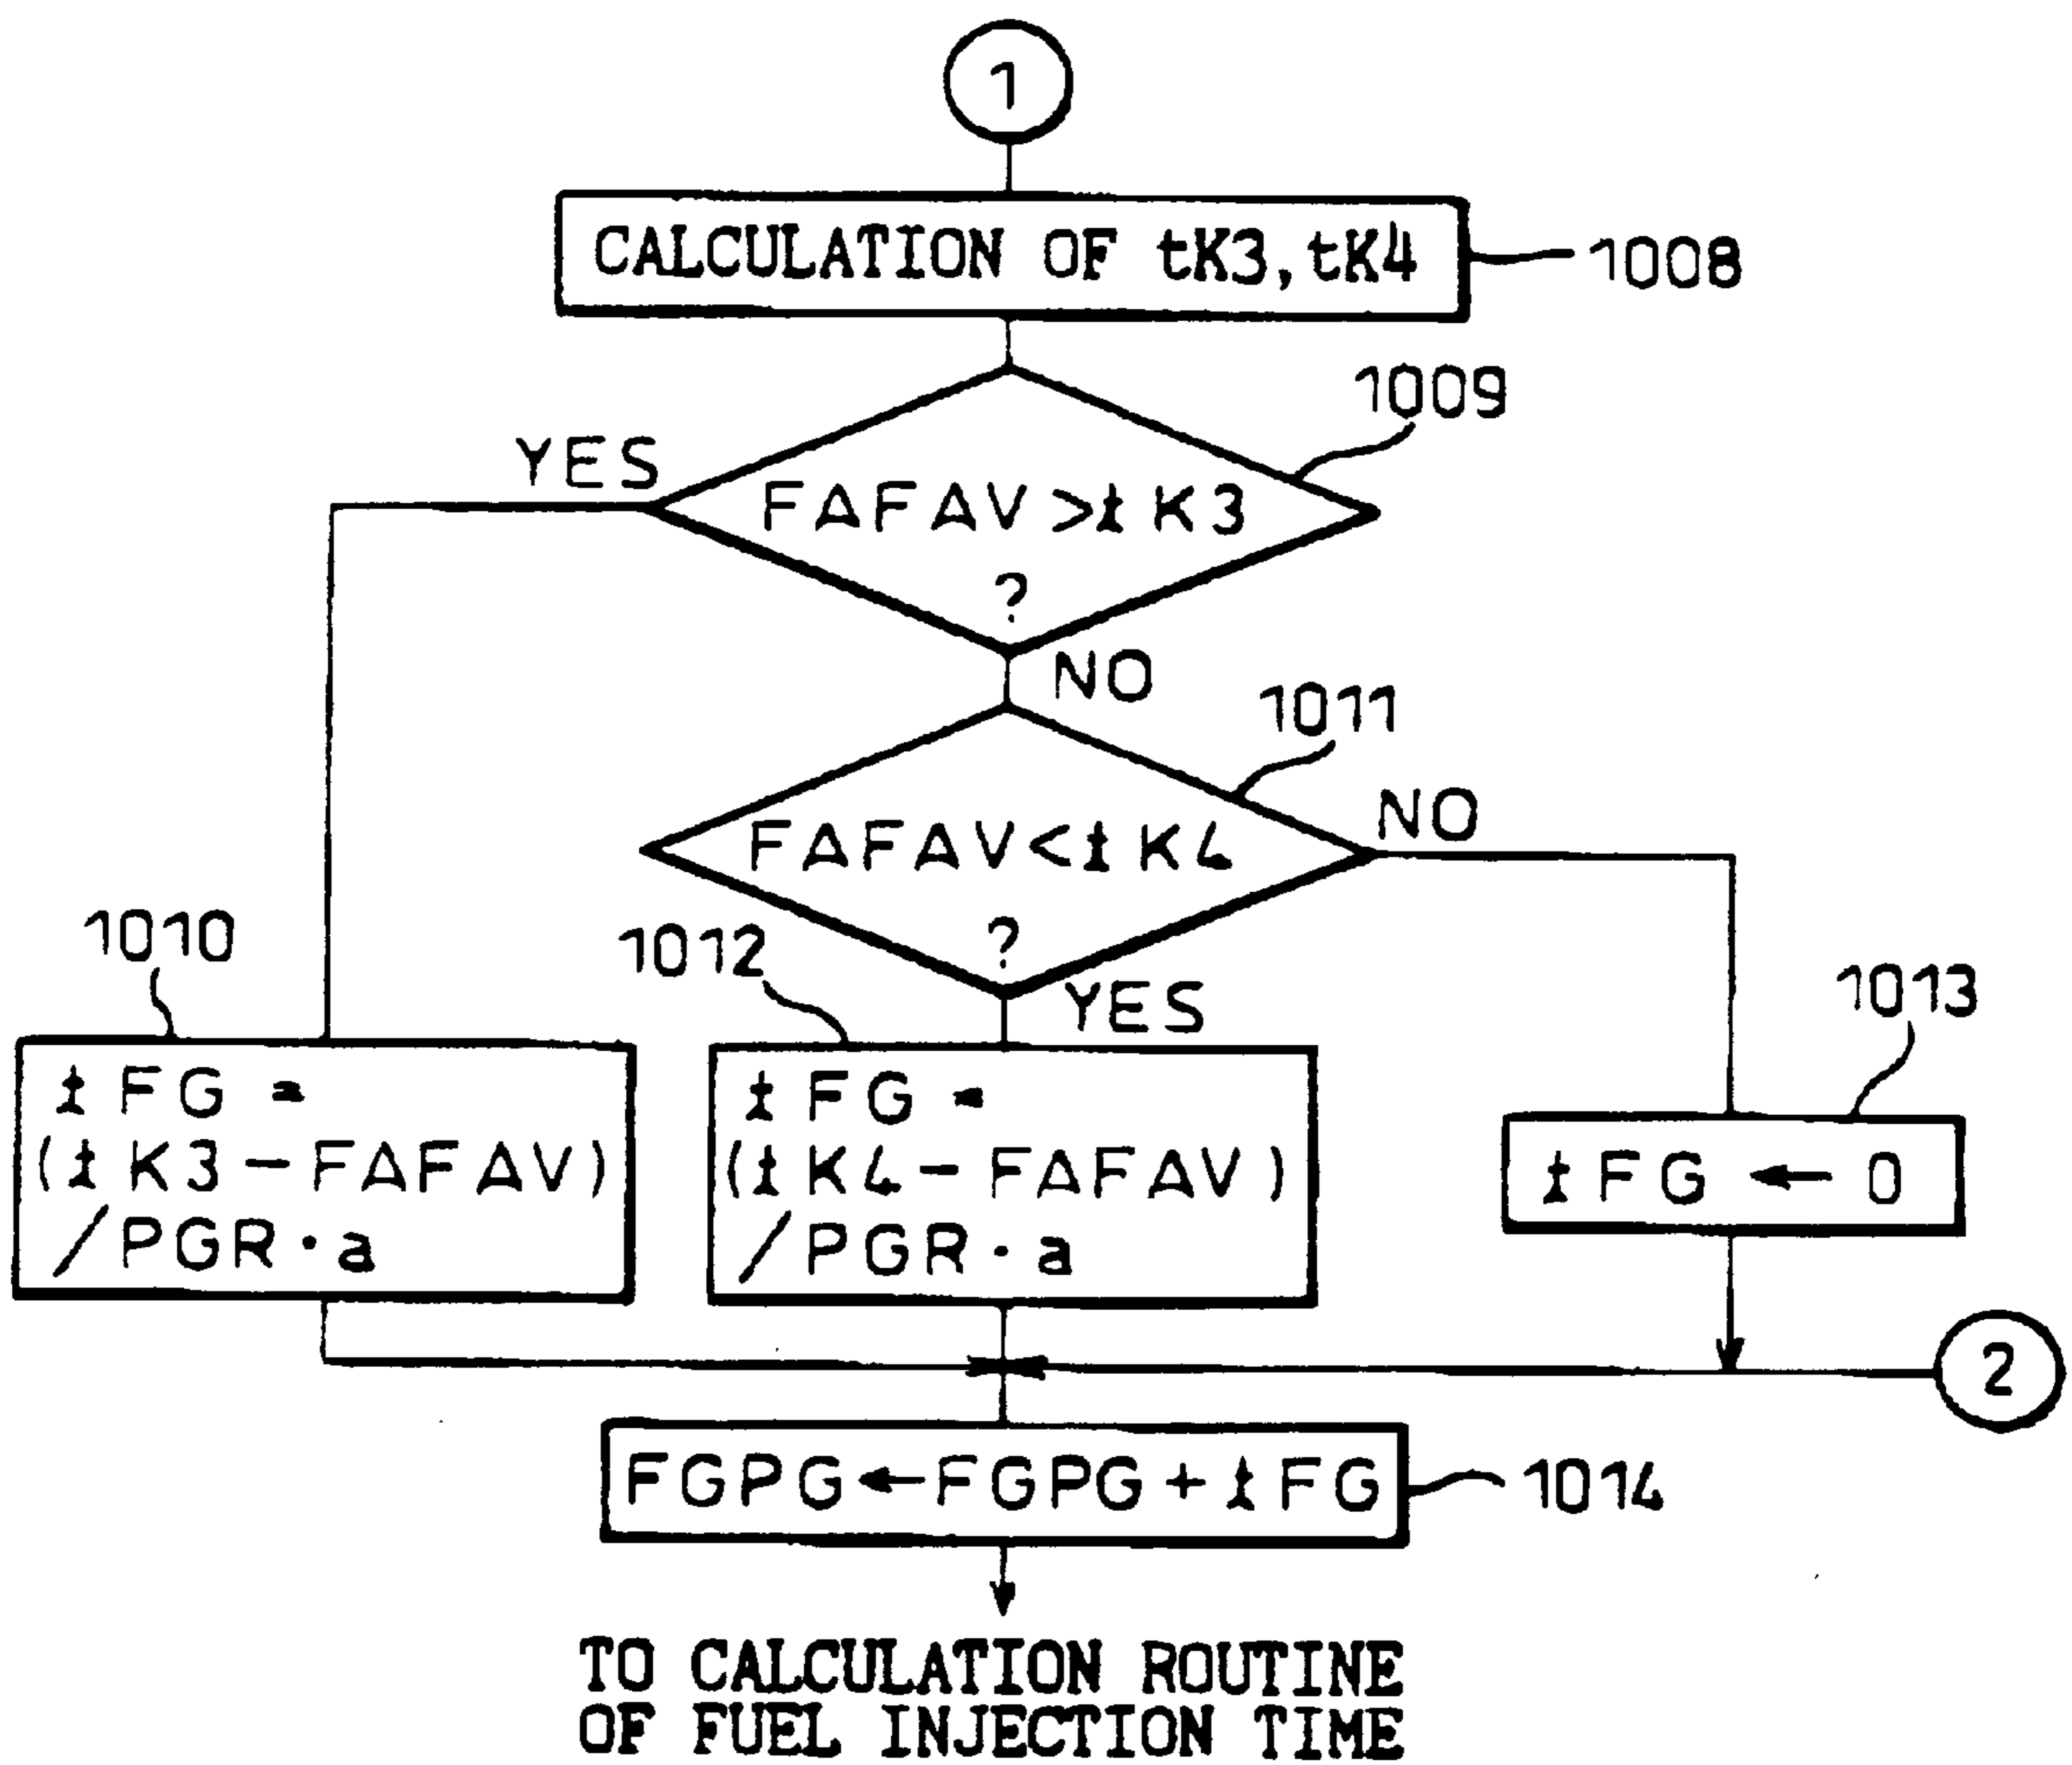 1
CALCULATION OF tK3, tK4
1008
1009
YES
FAFAV > tK3
?
NO
1011
FAFAV < tK4
NO
?
YES
1010
1012
1013
tFG =
(tK3 - FAFAV)
/PGR · a
tFG
(tK4 - FAFAV)
/PGR · a
tFG ← 0
2
FGPG ← FGPG + tFG
1014
TO CALCULATION ROUTINE
OF FUEL INJECTION TIME